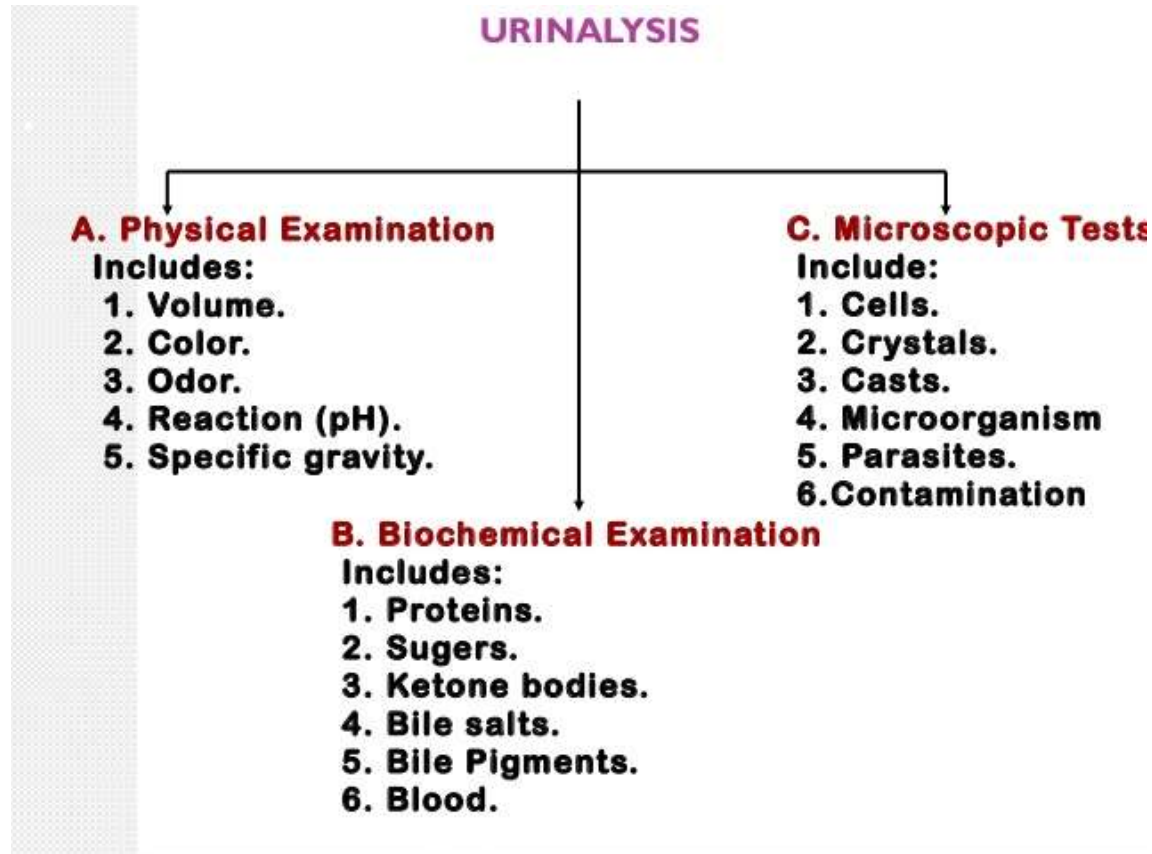 URINALYSIS
A. Physical Examination
Includes:
1. Volume.
2. Color.
3. Odor.
4. Reaction (pH).
5. Specific gravity.
C. Microscopic Tests
Include:
1. Cells.
2. Crystals.
3. Casts.
4. Microorganism
5. Parasites.
6.Contamination
B. Biochemical Examination
Includes:
1. Proteins.
2. Sugers.
3. Ketone bodies.
4. Bile salts.
5. Bile Pigments.
6. Blood.